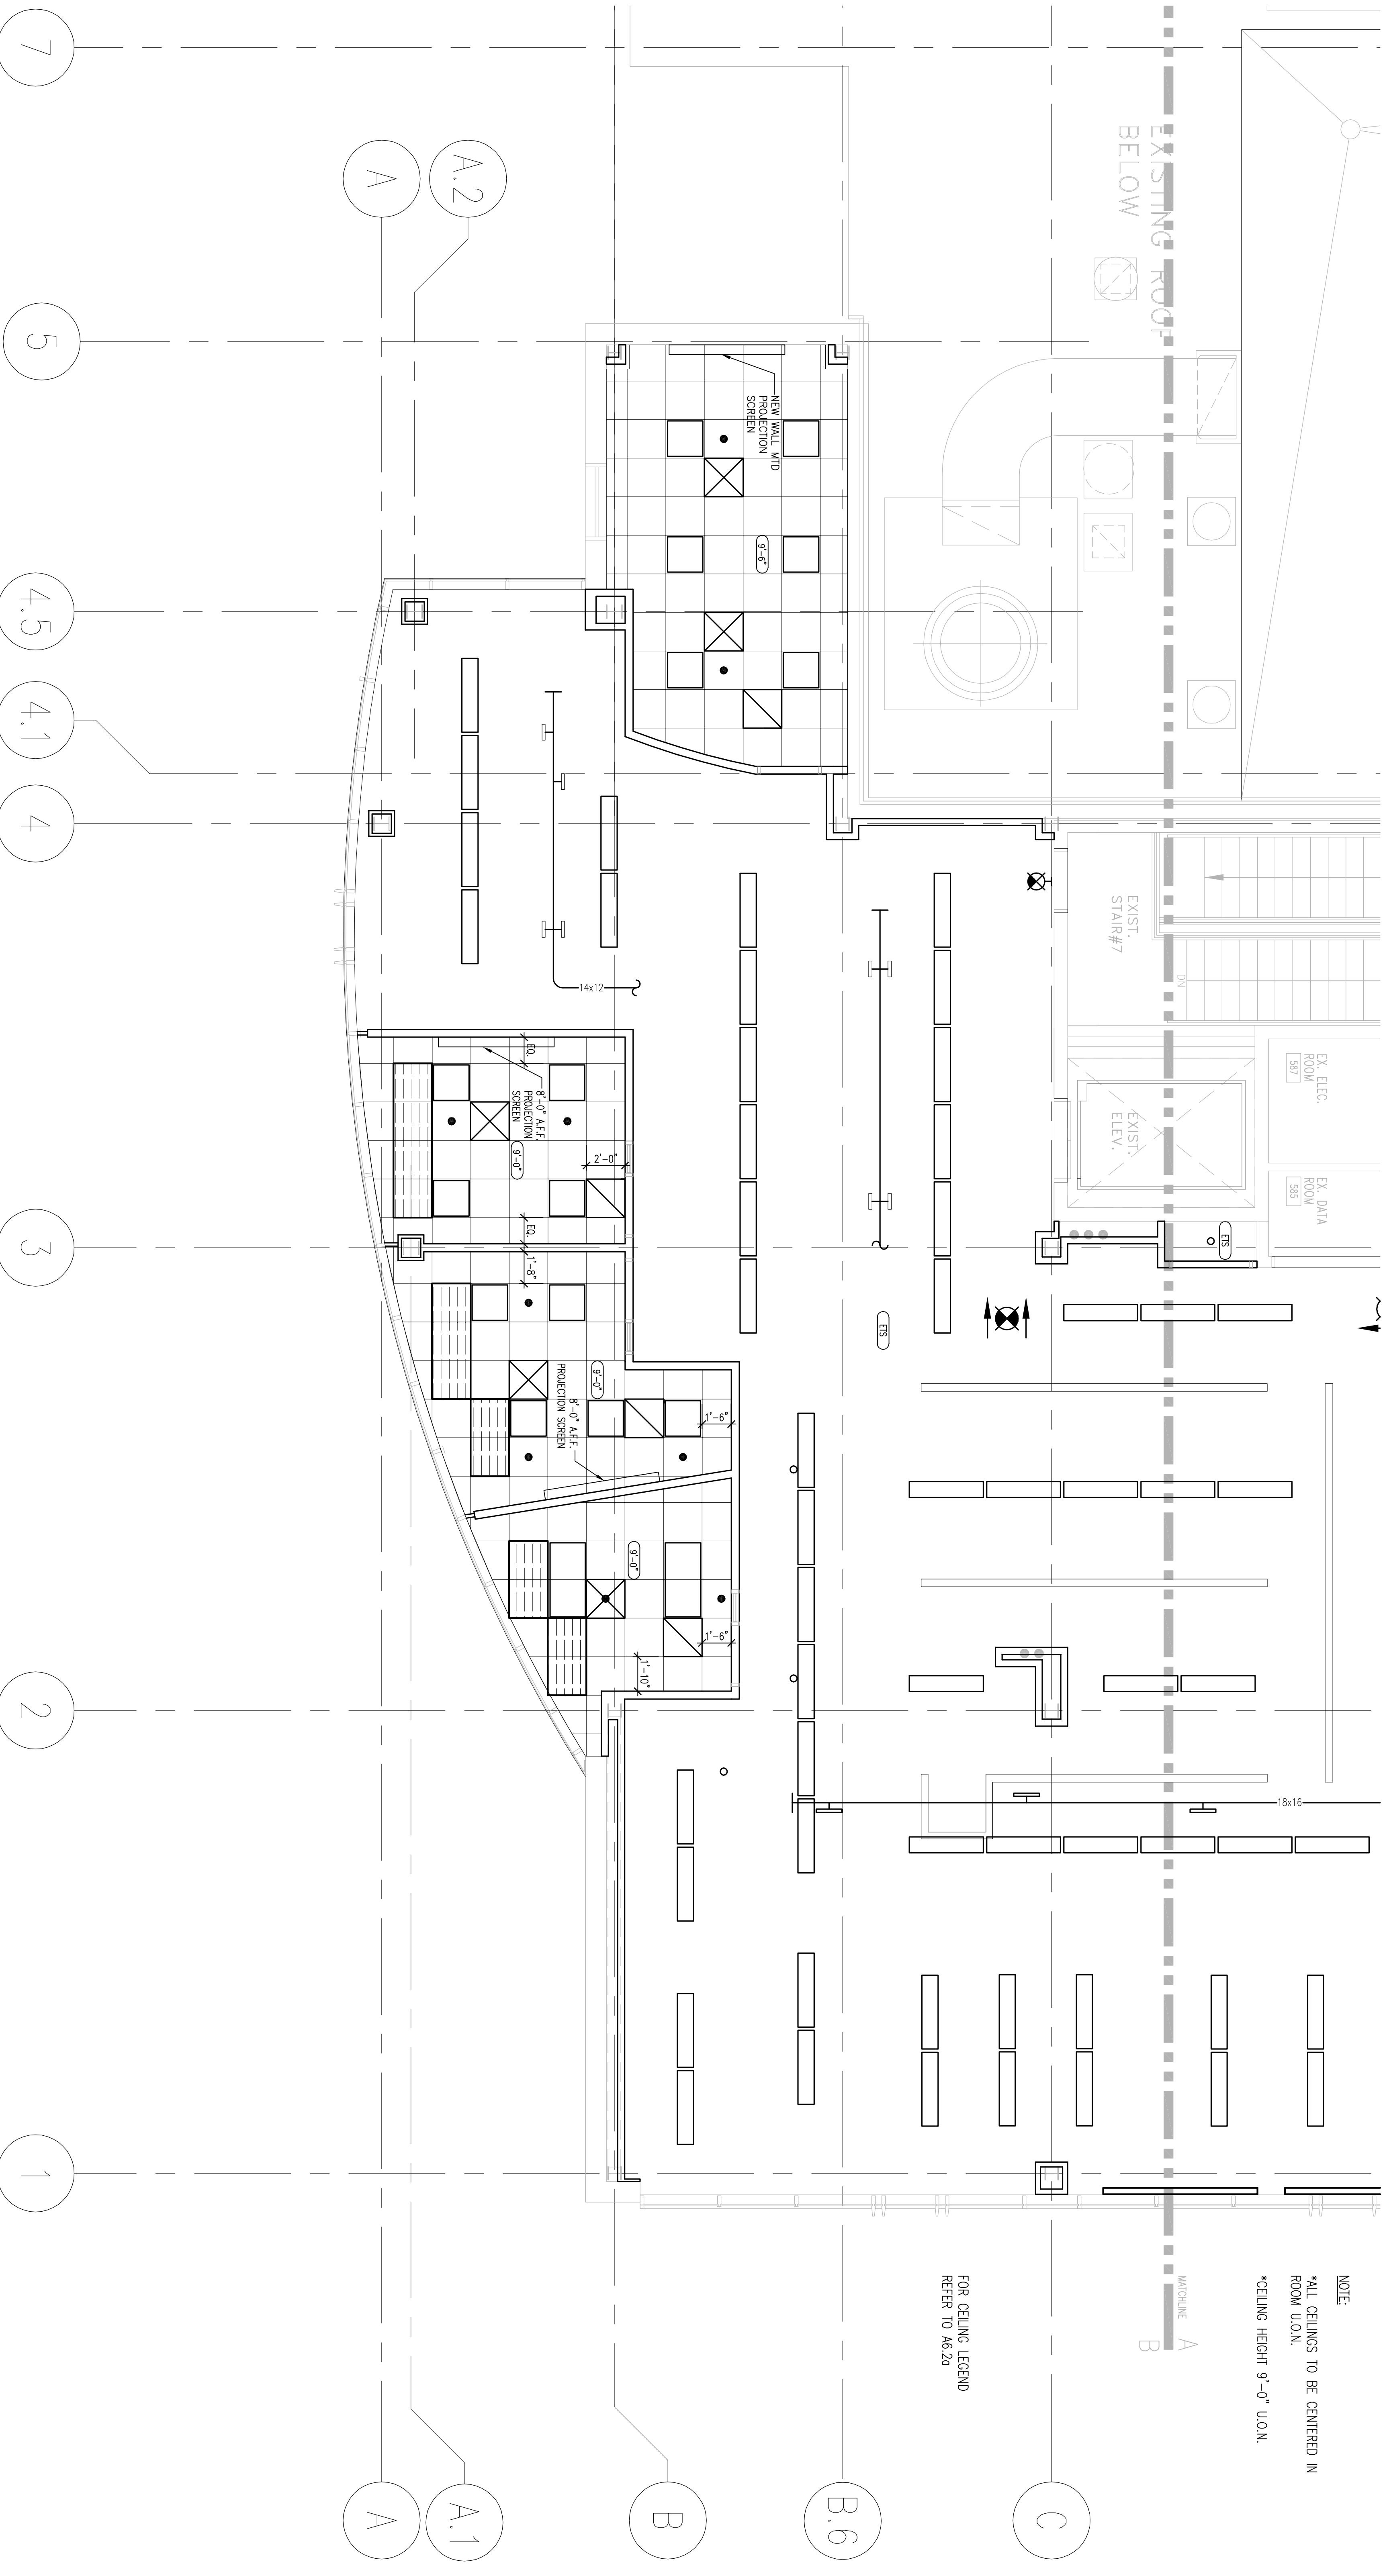 7
5
4.5
4.1
4
3
2
1
A
A.2
EXISTING ROOF
BELOW
NEW WALL MTD
PROJECTION
SCREEN
9'-6"
14x12
EXIST.
STAIR#7
DN
EX. ELEC.
ROOM
587
EXIST.
ELEV.
EX. DATA
ROOM
585
ETS
EQ.
8'-0" A.F.F.
PROJECTION
SCREEN
9'-0"
2'-0"
EQ.
1'-8"
ETS
9'-0"
8'-0" A.F.F.
PROJECTION SCREEN
1'-6"
9'-0"
1'-6"
1'-10"
18x16
NOTE:
*ALL CEILINGS TO BE CENTERED IN
ROOM U.O.N.
*CEILING HEIGHT 9'-0" U.O.N.
MATCHLINE
A
B
FOR CEILING LEGEND
REFER TO A6.2a
A
A.1
B
B.6
C